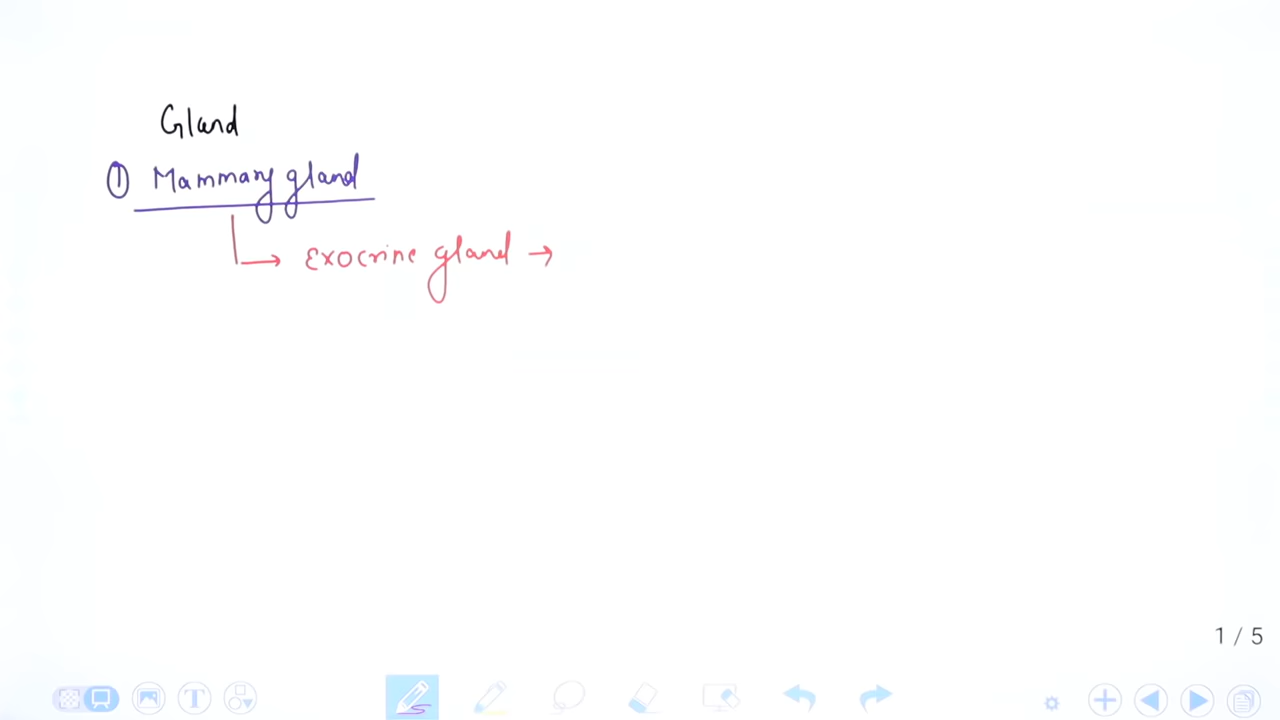 Gland
① Mammary gland
→ Exocrine gland →
1 / 5
T